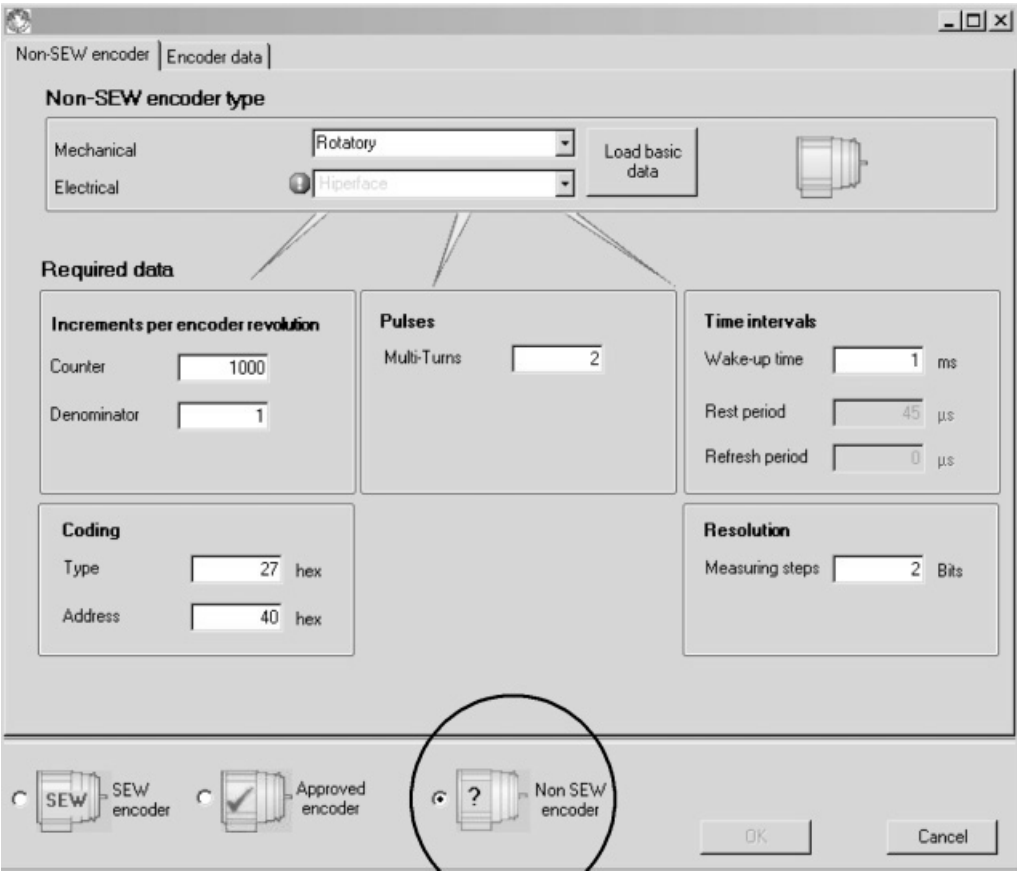 Non-SEW encoder Encoder data
Non-SEW encoder type
Mechanical Rotatory
Load basic data
Electrical Hiperface
Required data
Increments per encoder revolution
Counter 1000
Denominator 1
Pulses
Multi-Turns 2
Time intervals
Wake-up time 1 ms
Rest period 45 µs
Refresh period 0 µs
Coding
Type 27 hex
Address 40 hex
Resolution
Measuring steps 2 Bits
SEW
SEW
encoder
Approved
encoder
?
Non SEW
encoder
OK
Cancel